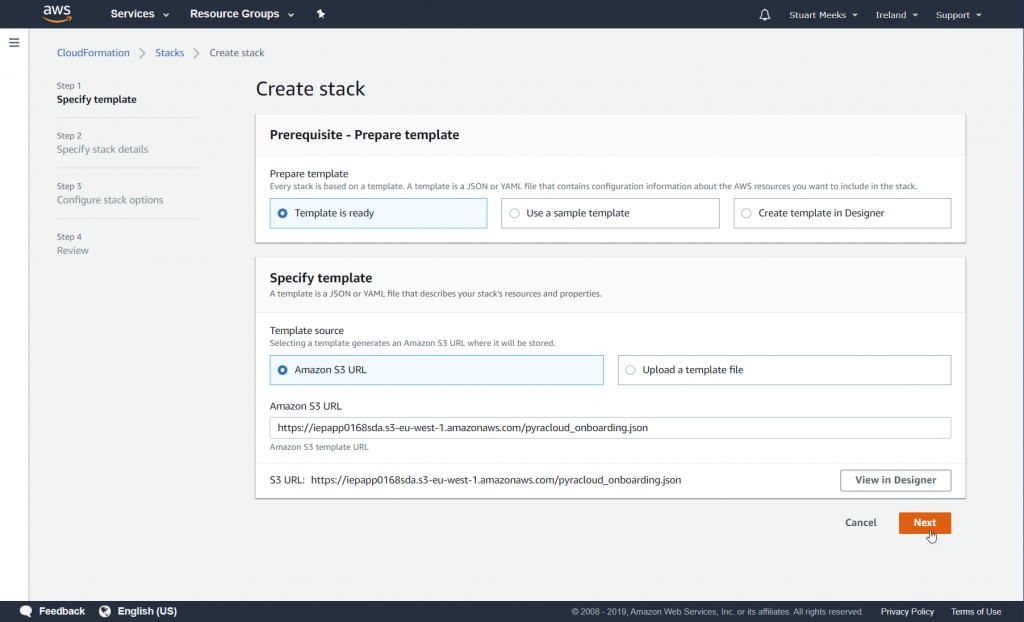 aws Services Resource Groups Stuart Meeks Ireland Support
CloudFormation Stacks Create stack
Step 1
Specify template
Step 2
Specify stack details
Step 3
Configure stack options
Step 4
Review
Create stack
Prerequisite - Prepare template
Prepare template
Every stack is based on a template. A template is a JSON or YAML file that contains configuration information about the AWS resources you want to include in the stack.
Template is ready Use a sample template Create template in Designer
Specify template
A template is a JSON or YAML file that describes your stack's resources and properties.
Template source
Selecting a template generates an Amazon S3 URL where it will be stored.
Amazon S3 URL Upload a template file
Amazon S3 URL
https://iepapp0168sda.s3-eu-west-1.amazonaws.com/pyracloud_onboarding.json
Amazon S3 template URL
S3 URL: https://iepapp0168sda.s3-eu-west-1.amazonaws.com/pyracloud_onboarding.json View in Designer
Cancel Next
Feedback English (US) © 2008 - 2019, Amazon Web Services, Inc. or its affiliates. All rights reserved. Privacy Policy Terms of Use